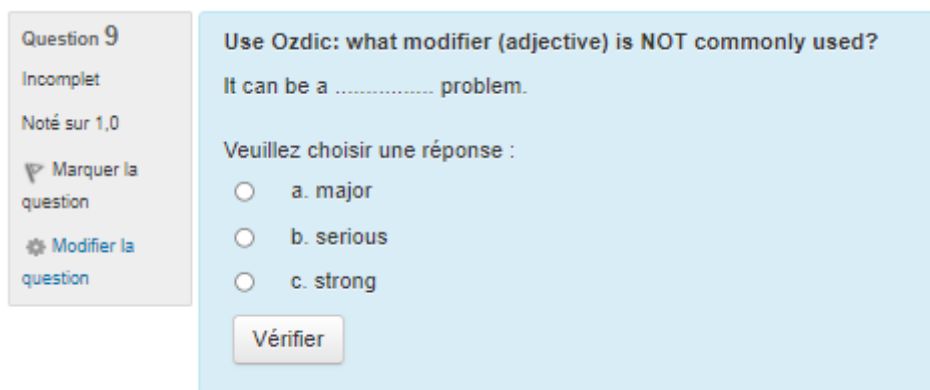 Question 9
Incomplet
Noté sur 1,0
Marquer la
question
Modifier la
question
Use Ozdic: what modifier (adjective) is NOT commonly used?
It can be a ................ problem.
Veuillez choisir une réponse :
a. major
b. serious
c. strong
Vérifier